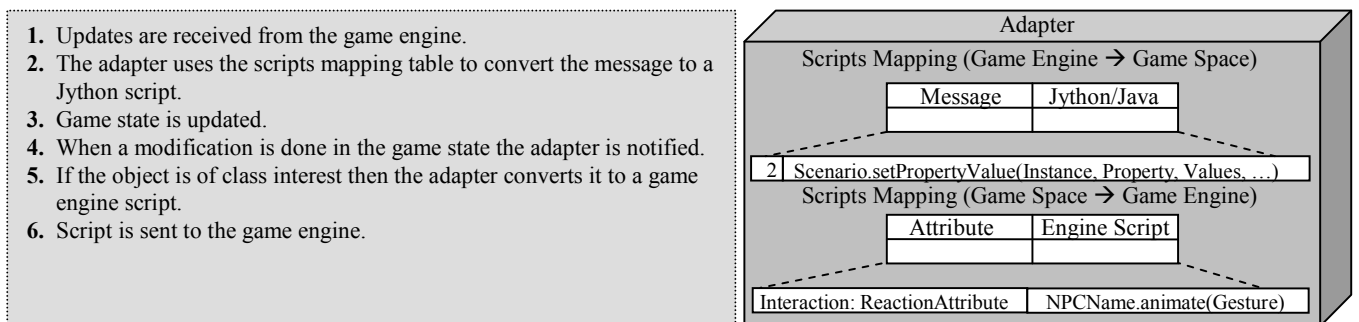 1. Updates are received from the game engine.
2. The adapter uses the scripts mapping table to convert the message to a
Jython script.
3. Game state is updated.
4. When a modification is done in the game state the adapter is notified.
5. If the object is of class interest then the adapter converts it to a game
engine script.
6. Script is sent to the game engine.
Adapter
Scripts Mapping (Game Engine → Game Space)
Message Jython/Java
2 Scenario.setPropertyValue(Instance, Property, Values, …)
Scripts Mapping (Game Space → Game Engine)
Attribute Engine Script
Interaction: ReactionAttribute NPCName.animate(Gesture)